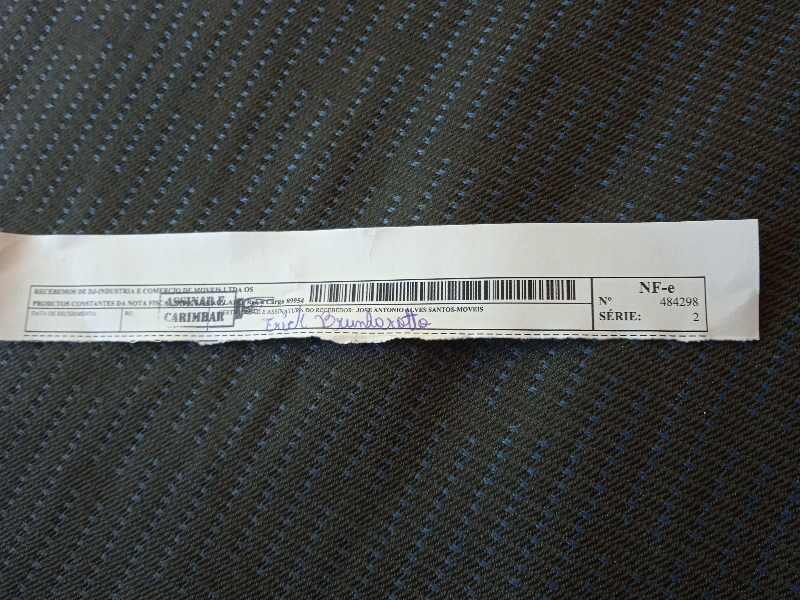 RECEBEMOS DE DJ-INDUSTRIA E COMERCIO DE MOVEIS LTDA OS
PRODUTOS CONSTANTES DA NOTA FISCAL Carga 89954
ASSINAR E
CARIMBAR
DATA DE RECEBIMENTO
RG
E ASSINATURA DO RECEBEDOR: JOSE ANTONIO ALVES SANTOS-MOVEIS
Erick
NF-e
Nº 484298
SÉRIE: 2